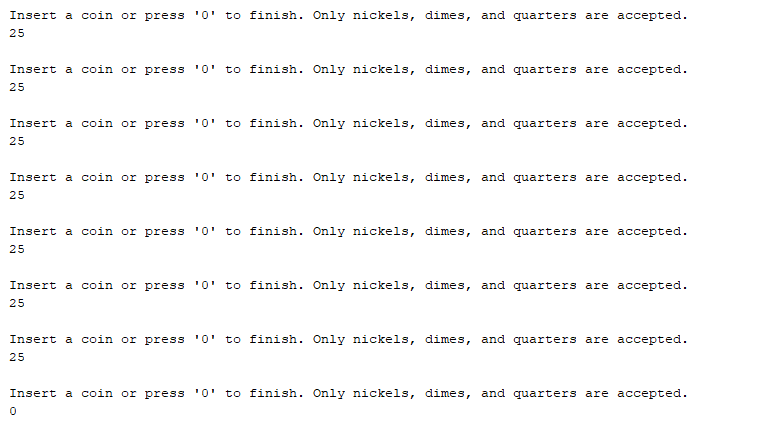 Insert a coin or press '0' to finish. Only nickels, dimes, and quarters are accepted.
25
Insert a coin or press '0' to finish. Only nickels, dimes, and quarters are accepted.
25
Insert a coin or press '0' to finish. Only nickels, dimes, and quarters are accepted.
25
Insert a coin or press '0' to finish. Only nickels, dimes, and quarters are accepted.
25
Insert a coin or press '0' to finish. Only nickels, dimes, and quarters are accepted.
25
Insert a coin or press '0' to finish. Only nickels, dimes, and quarters are accepted.
25
Insert a coin or press '0' to finish. Only nickels, dimes, and quarters are accepted.
25
Insert a coin or press '0' to finish. Only nickels, dimes, and quarters are accepted.
0